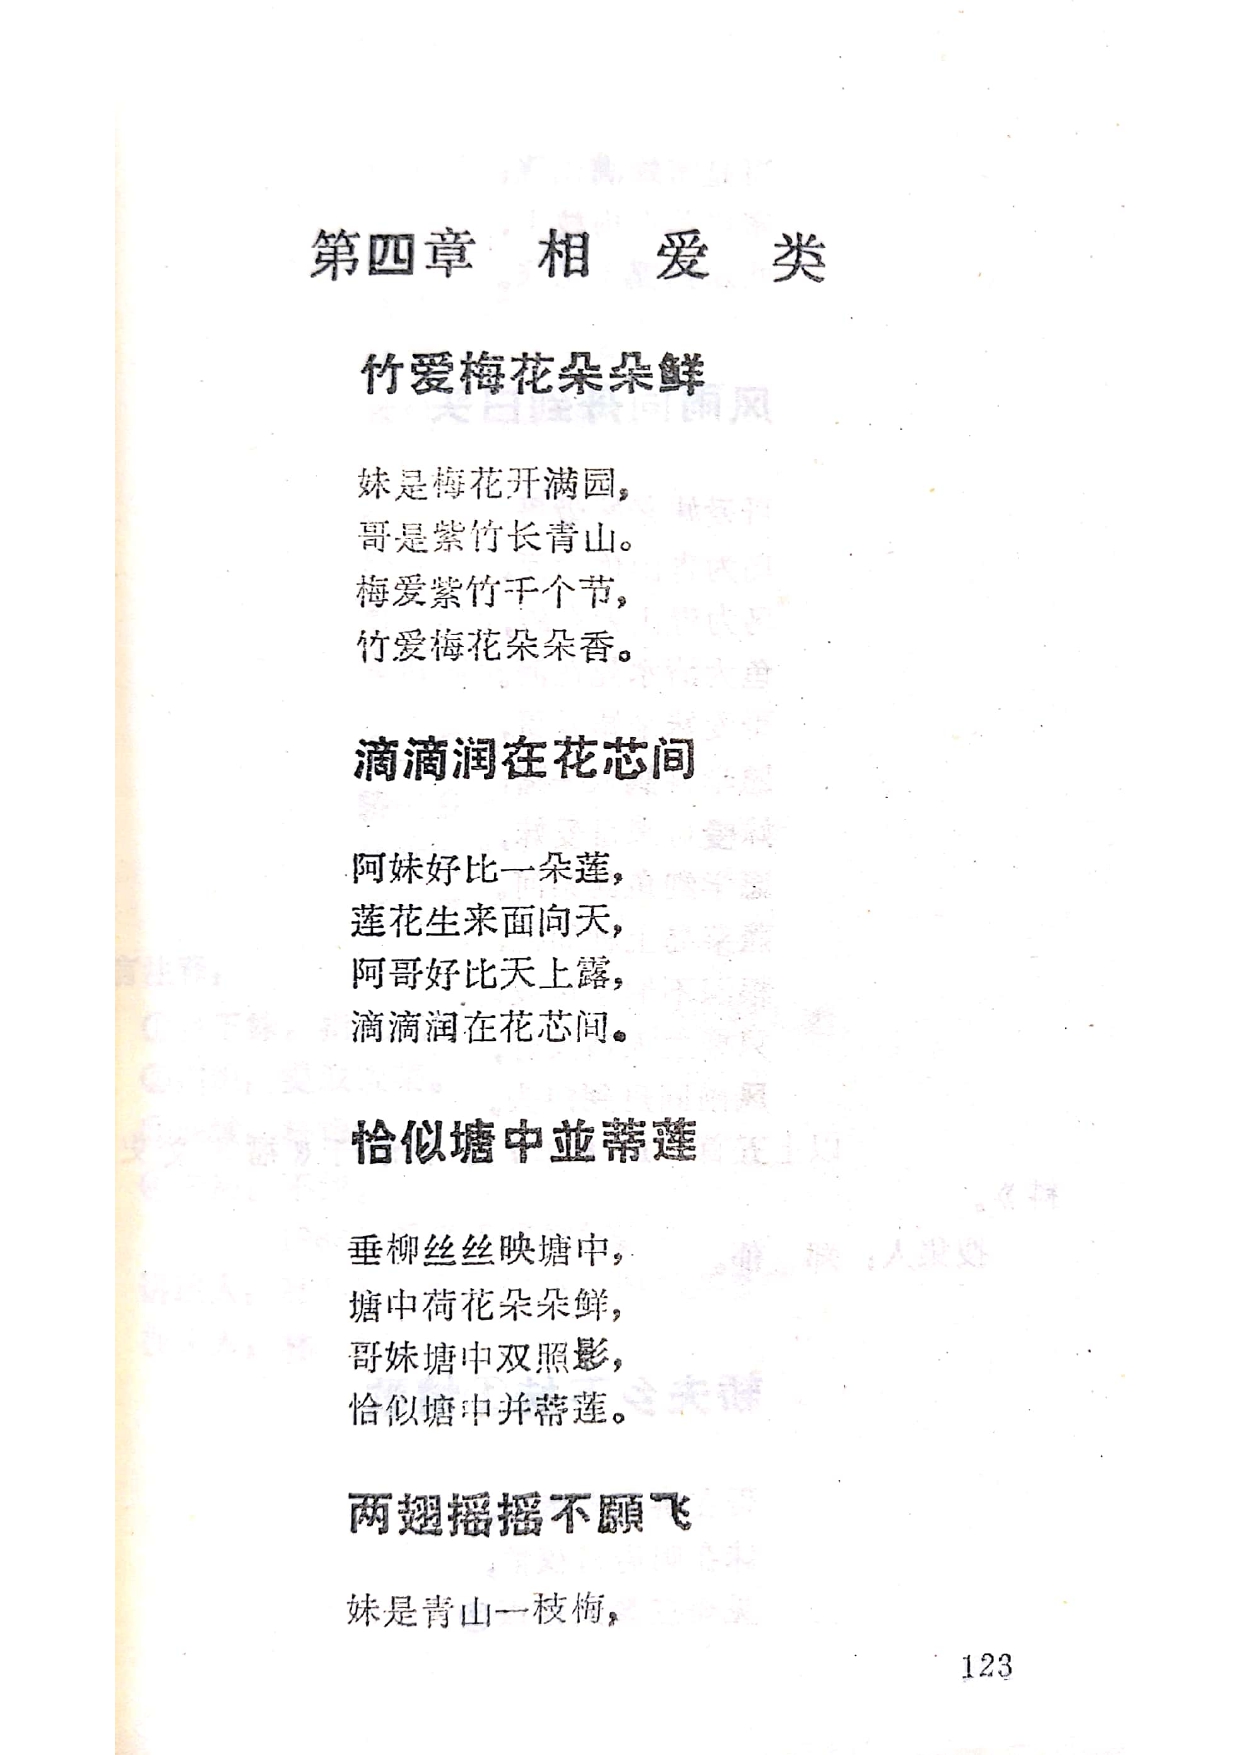 第四章 相 爱 类
竹爱梅花朵朵鲜
妹是梅花开满园，
哥是紫竹长青山。
梅爱紫竹千个节，
竹爱梅花朵朵香。
滴滴润在花芯间
阿妹好比一朵莲，
莲花生来面向天，
阿哥好比天上露，
滴滴润在花芯间。
恰似塘中並蒂莲
垂柳丝丝映塘中，
塘中荷花朵朵鲜，
哥妹塘中双照影，
恰似塘中并蒂莲。
两翅摇摇不願飞
妹是青山一枝梅，
123